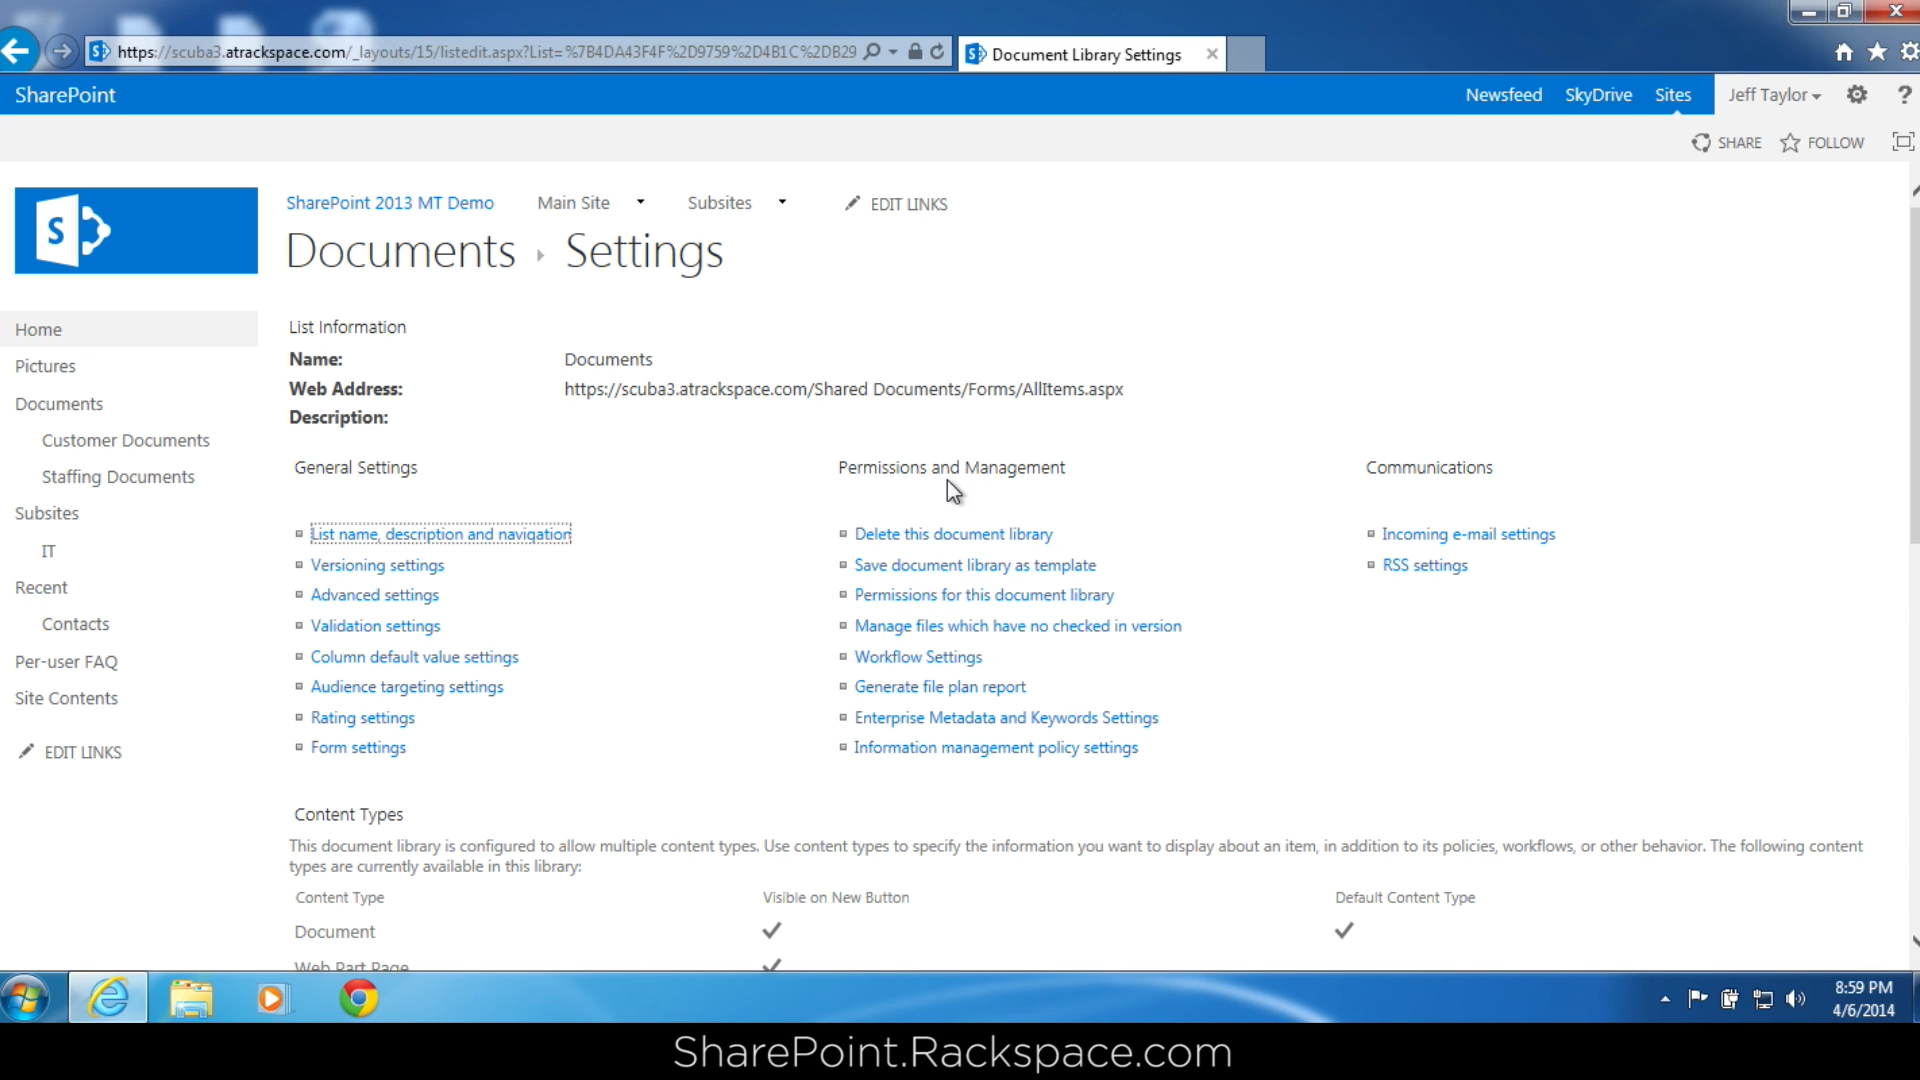 https://scuba3.atrackspace.com/_layouts/15/listedit.aspx?List=%7B4DA43F4F%2D9759%2D4B1C%2DB29
Document Library Settings
SharePoint
Newsfeed SkyDrive Sites Jeff Taylor ?
SHARE FOLLOW
S
SharePoint 2013 MT Demo Main Site Subsites EDIT LINKS
Documents Settings
Home
Pictures
Documents
Customer Documents
Staffing Documents
Subsites
IT
Recent
Contacts
Per-user FAQ
Site Contents
EDIT LINKS
List Information
Name: Documents
Web Address: https://scuba3.atrackspace.com/Shared Documents/Forms/AllItems.aspx
Description:
General Settings
List name, description and navigation
Versioning settings
Advanced settings
Validation settings
Column default value settings
Audience targeting settings
Rating settings
Form settings
Permissions and Management
Delete this document library
Save document library as template
Permissions for this document library
Manage files which have no checked in version
Workflow Settings
Generate file plan report
Enterprise Metadata and Keywords Settings
Information management policy settings
Communications
Incoming e-mail settings
RSS settings
Content Types
This document library is configured to allow multiple content types. Use content types to specify the information you want to display about an item, in addition to its policies, workflows, or other behavior. The following content
types are currently available in this library:
Content Type Visible on New Button Default Content Type
Document
Web Part Page
8:59 PM
4/6/2014
SharePoint.Rackspace.com